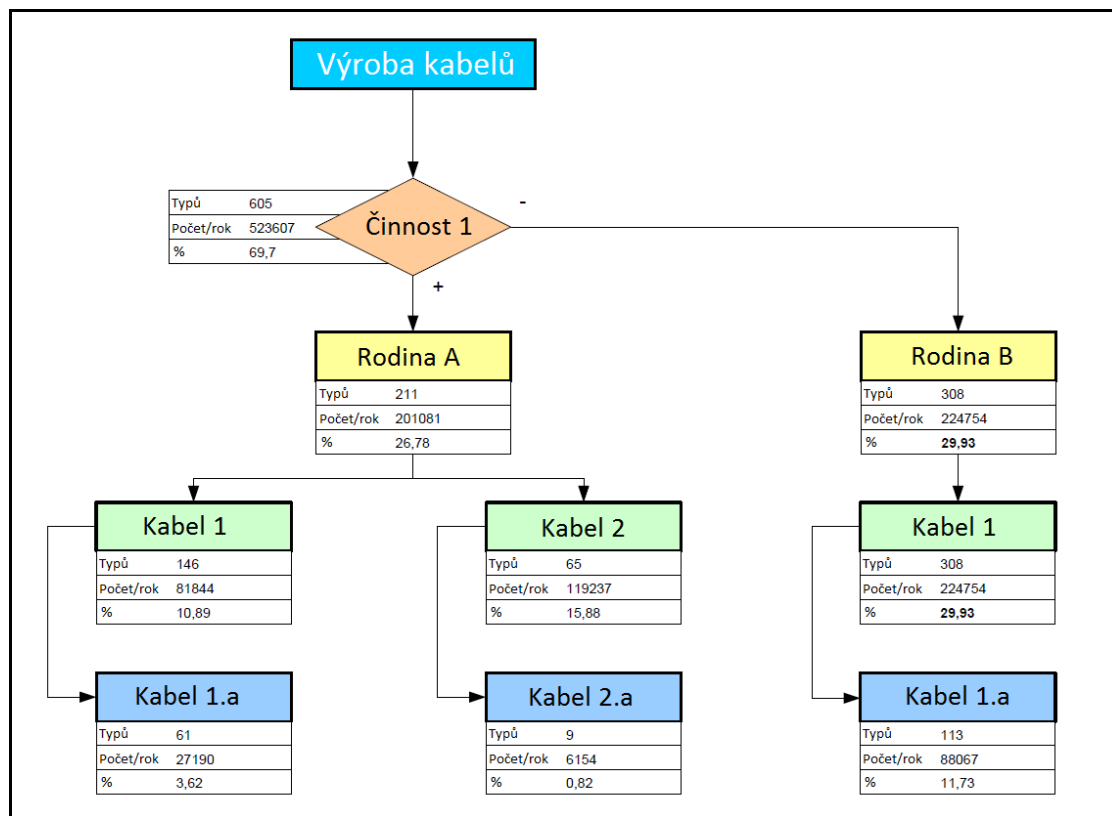 Výroba kabelů
-
Typů 605
Počet/rok 523607
% 69,7
Činnost 1
+
Rodina A
Typů 211
Počet/rok 201081
% 26,78
Rodina B
Typů 308
Počet/rok 224754
% 29,93
Kabel 1
Typů 146
Počet/rok 81844
% 10,89
Kabel 2
Typů 65
Počet/rok 119237
% 15,88
Kabel 1
Typů 308
Počet/rok 224754
% 29,93
Kabel 1.a
Typů 61
Počet/rok 27190
% 3,62
Kabel 2.a
Typů 9
Počet/rok 6154
% 0,82
Kabel 1.a
Typů 113
Počet/rok 88067
% 11,73